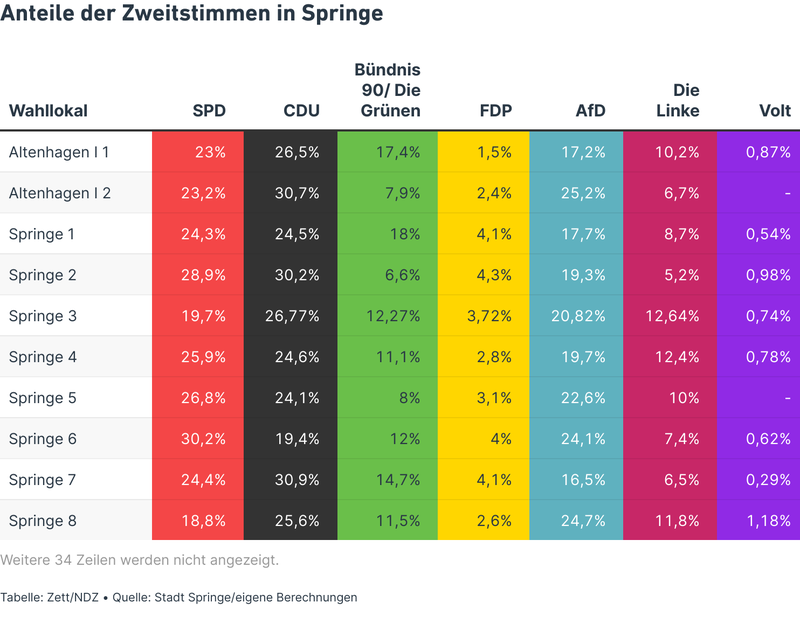 Anteile der Zweitstimmen in Springe
Wahllokal SPD CDU Bündnis 90/ Die Grünen FDP AfD Die Linke Volt
Altenhagen I 1 23% 26,5% 17,4% 1,5% 17,2% 10,2% 0,87%
Altenhagen I 2 23,2% 30,7% 7,9% 2,4% 25,2% 6,7% -
Springe 1 24,3% 24,5% 18% 4,1% 17,7% 8,7% 0,54%
Springe 2 28,9% 30,2% 6,6% 4,3% 19,3% 5,2% 0,98%
Springe 3 19,7% 26,77% 12,27% 3,72% 20,82% 12,64% 0,74%
Springe 4 25,9% 24,6% 11,1% 2,8% 19,7% 12,4% 0,78%
Springe 5 26,8% 24,1% 8% 3,1% 22,6% 10% -
Springe 6 30,2% 19,4% 12% 4% 24,1% 7,4% 0,62%
Springe 7 24,4% 30,9% 14,7% 4,1% 16,5% 6,5% 0,29%
Springe 8 18,8% 25,6% 11,5% 2,6% 24,7% 11,8% 1,18%
Weitere 34 Zeilen werden nicht angezeigt.
Tabelle: Zett/NDZ • Quelle: Stadt Springe/eigene Berechnungen